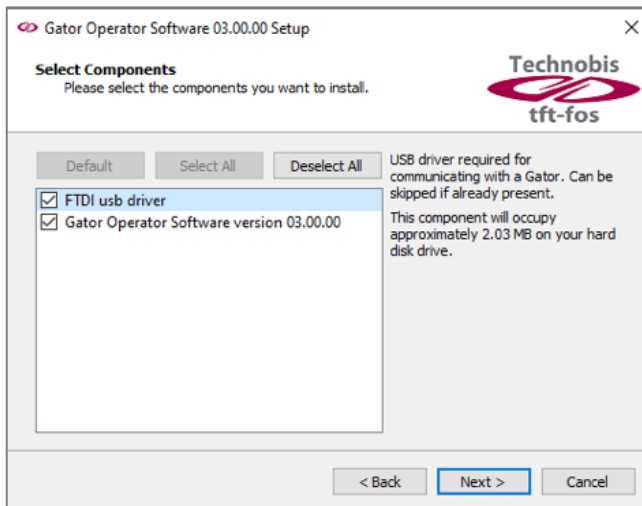 Gator Operator Software 03.00.00 Setup
Select Components
Please select the components you want to install.
Technobis
tft-fos
Default Select All Deselect All
FTDI usb driver
Gator Operator Software version 03.00.00
USB driver required for
communicating with a Gator. Can be
skipped if already present.
This component will occupy
approximately 2.03 MB on your hard
disk drive.
< Back Next > Cancel